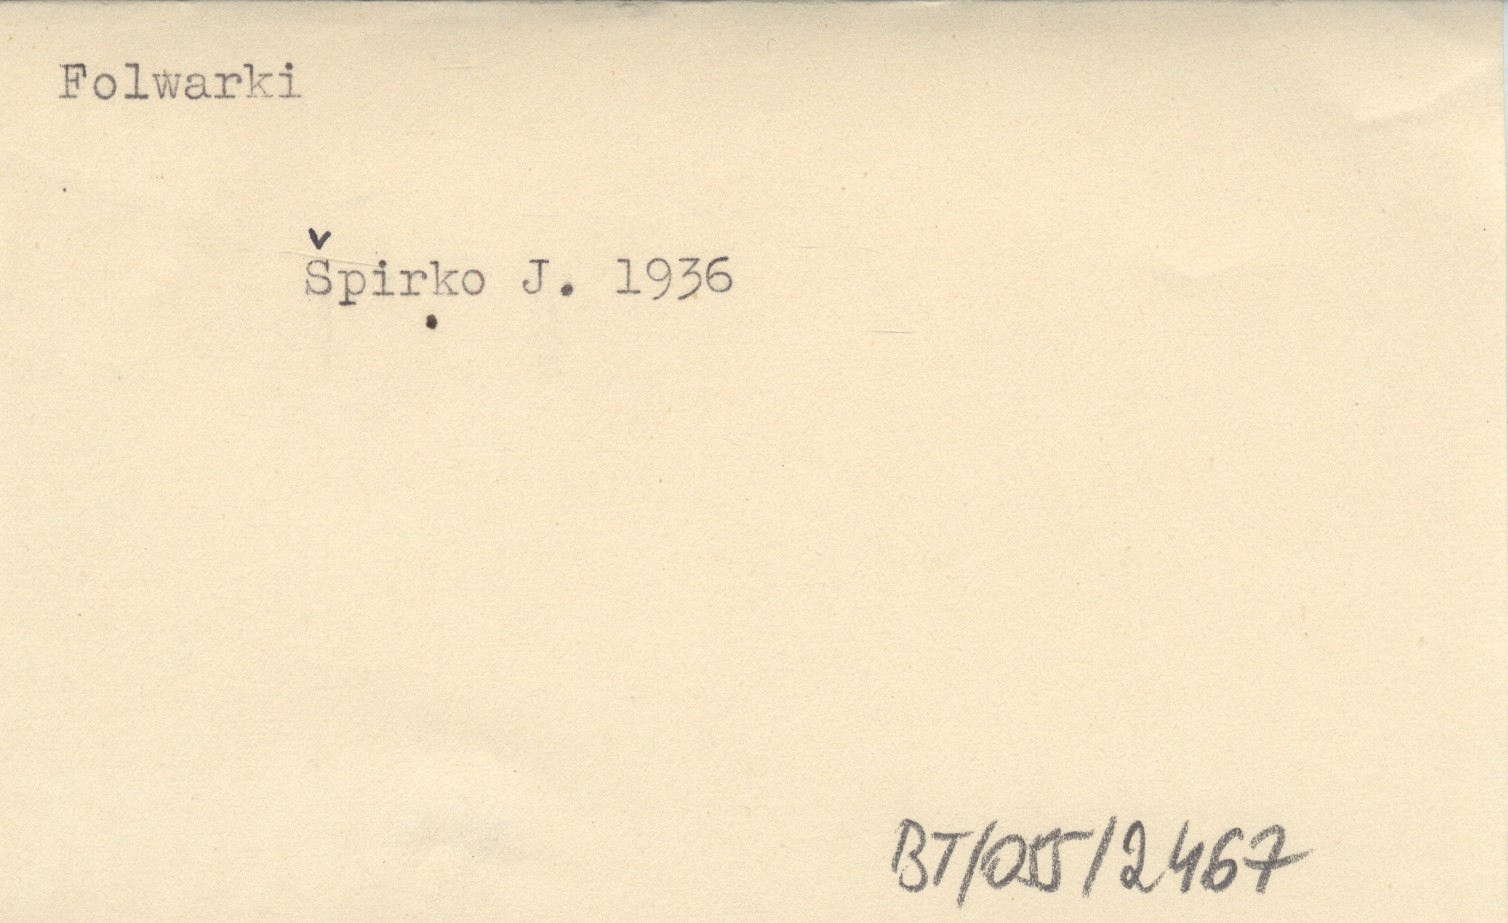 Folwarki
Špirko J. 1936
BT/055/2467